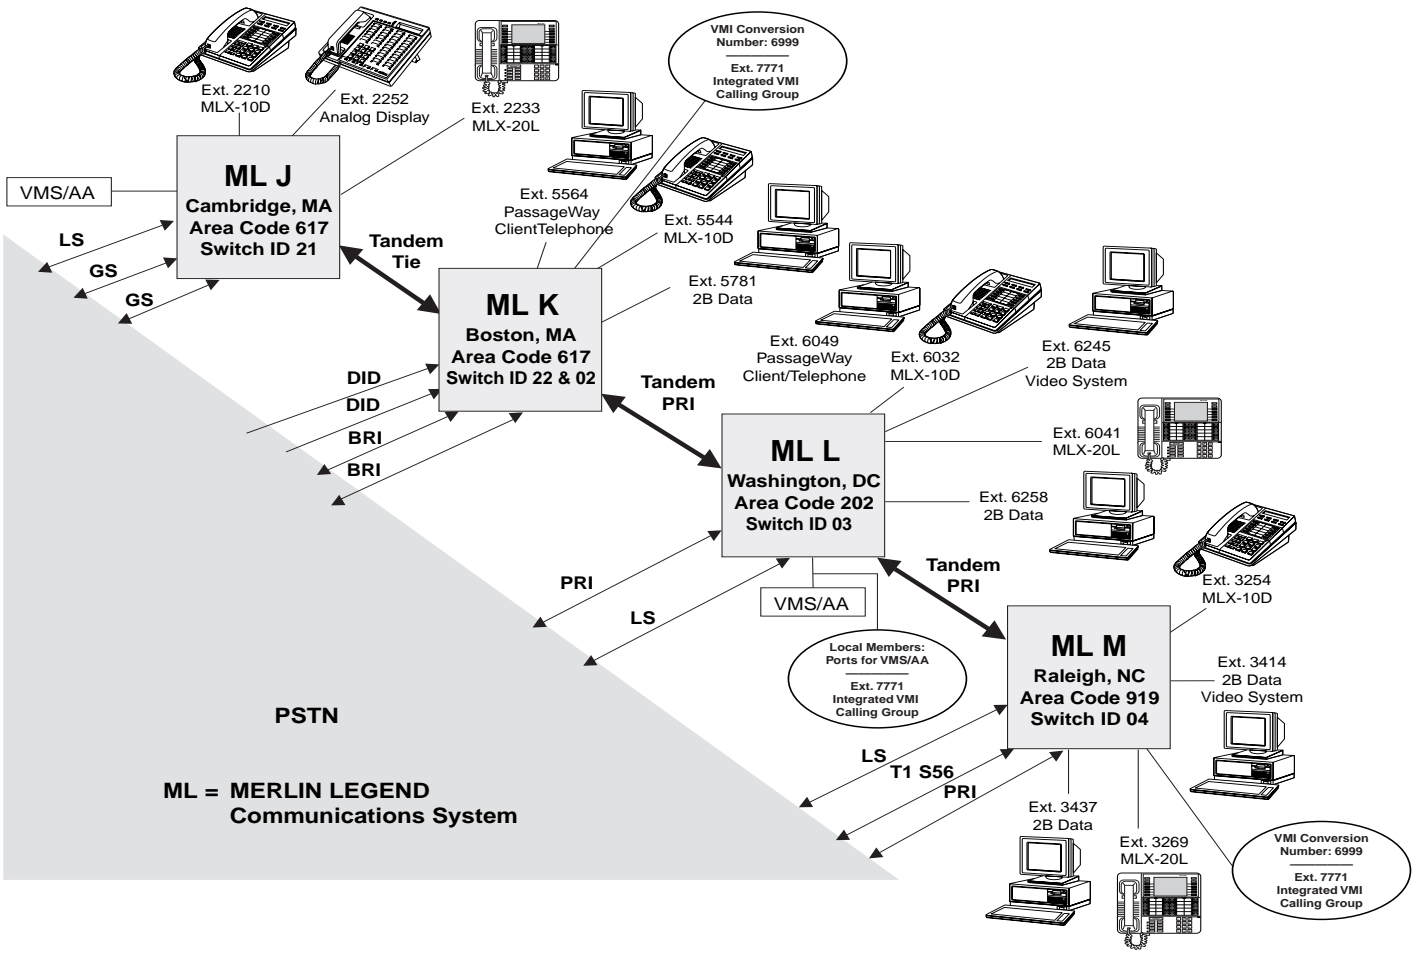 VMI Conversion
Number: 6999
Ext. 7771
Integrated VMI
Calling Group
Ext. 2210
MLX-10D
Ext. 2252
Analog Display
Ext. 2233
MLX-20L
VMS/AA
ML J
Cambridge, MA
Area Code 617
Switch ID 21
LS
GS
GS
Tandem
Tie
Ext. 5564
PassageWay
ClientTelephone
Ext. 5544
MLX-10D
Ext. 5781
2B Data
ML K
Boston, MA
Area Code 617
Switch ID 22 & 02
DID
DID
BRI
BRI
Tandem
PRI
Ext. 6049
PassageWay
Client/Telephone
Ext. 6032
MLX-10D
Ext. 6245
2B Data
Video System
Ext. 6041
MLX-20L
Ext. 6258
2B Data
ML L
Washington, DC
Area Code 202
Switch ID 03
PRI
LS
VMS/AA
Local Members:
Ports for VMS/AA
Ext. 7771
Integrated VMI
Calling Group
Tandem
PRI
Ext. 3254
MLX-10D
Ext. 3414
2B Data
Video System
ML M
Raleigh, NC
Area Code 919
Switch ID 04
LS
T1 S56
PRI
Ext. 3437
2B Data
Ext. 3269
MLX-20L
VMI Conversion
Number: 6999
Ext. 7771
Integrated VMI
Calling Group
PSTN
ML = MERLIN LEGEND
Communications System